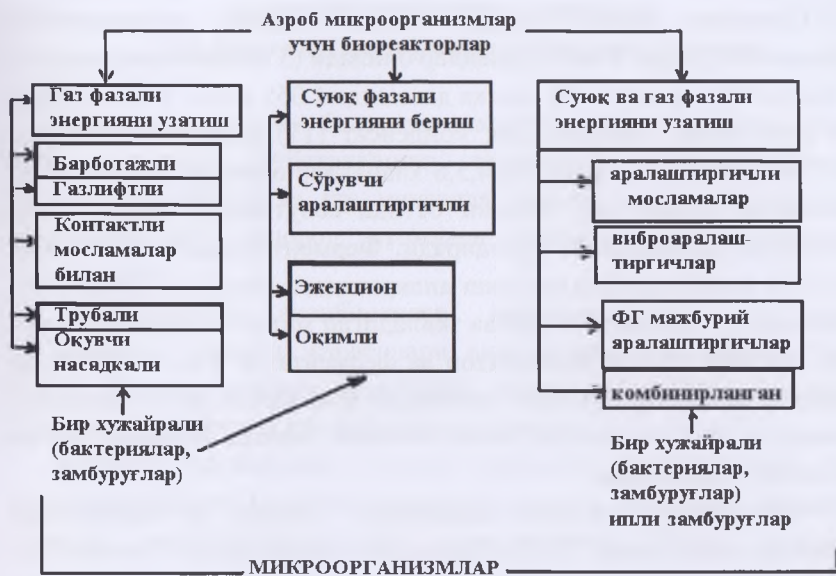 Аэроб микроорганизмлар
учун биореакторлар
Газ фазали
энергияни узатиш
Барботажли
Газлифтли
Контактли
мосламалар
билан
Трубали
Оқувчи
насадкали
Бир хужайрали
(бактериялар,
замбуруғлар)
Суюқ фазали
энергияни бериш
Сўрувчи
аралаштиргичли
Эжекцион
Оқимли
Суюқ ва газ фазали
энергияни узатиш
аралаштиргичли
мосламалар
виброаралаш-
тиргичлар
ФГ мажбурий
аралаштиргичлар
комбинирланган
Бир хужайрали
(бактериялар,
замбуруғлар)
ипли замбуруғлар
МИКРООРГАНИЗМЛАР